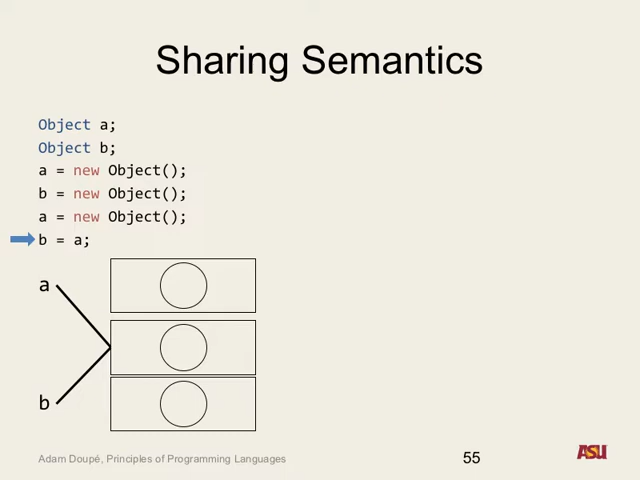 Sharing Semantics
Object a;
Object b;
a = new Object();
b = new Object();
a = new Object();
b = a;
a
b
Adam Doupé, Principles of Programming Languages
55
ASU